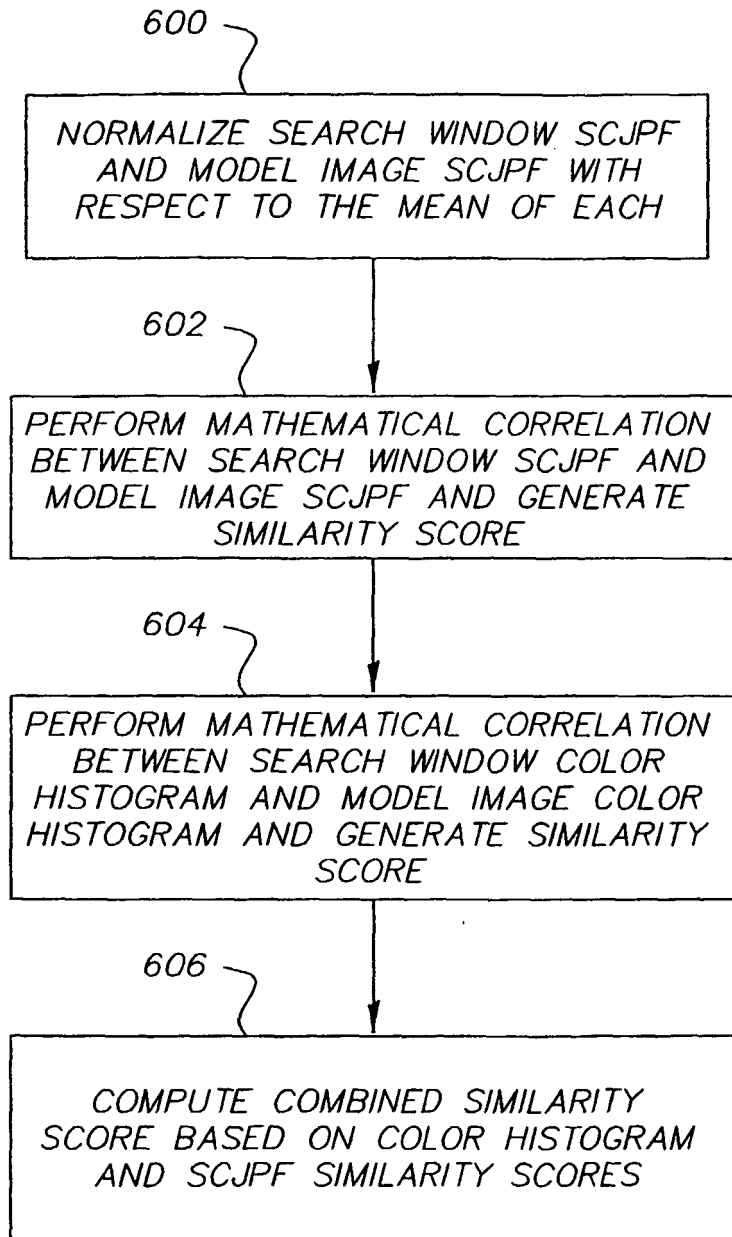 600
NORMALIZE SEARCH WINDOW SCJPF
AND MODEL IMAGE SCJPF WITH
RESPECT TO THE MEAN OF EACH
602
PERFORM MATHEMATICAL CORRELATION
BETWEEN SEARCH WINDOW SCJPF AND
MODEL IMAGE SCJPF AND GENERATE
SIMILARITY SCORE
604
PERFORM MATHEMATICAL CORRELATION
BETWEEN SEARCH WINDOW COLOR
HISTOGRAM AND MODEL IMAGE COLOR
HISTOGRAM AND GENERATE SIMILARITY
SCORE
606
COMPUTE COMBINED SIMILARITY
SCORE BASED ON COLOR HISTOGRAM
AND SCJPF SIMILARITY SCORES